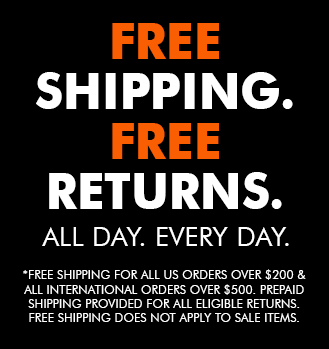 FREE
SHIPPING.
FREE
RETURNS.
ALL DAY. EVERY DAY.
*FREE SHIPPING FOR ALL US ORDERS OVER $200 &
ALL INTERNATIONAL ORDERS OVER $500. PREPAID
SHIPPING PROVIDED FOR ALL ELIGIBLE RETURNS.
FREE SHIPPING DOES NOT APPLY TO SALE ITEMS.